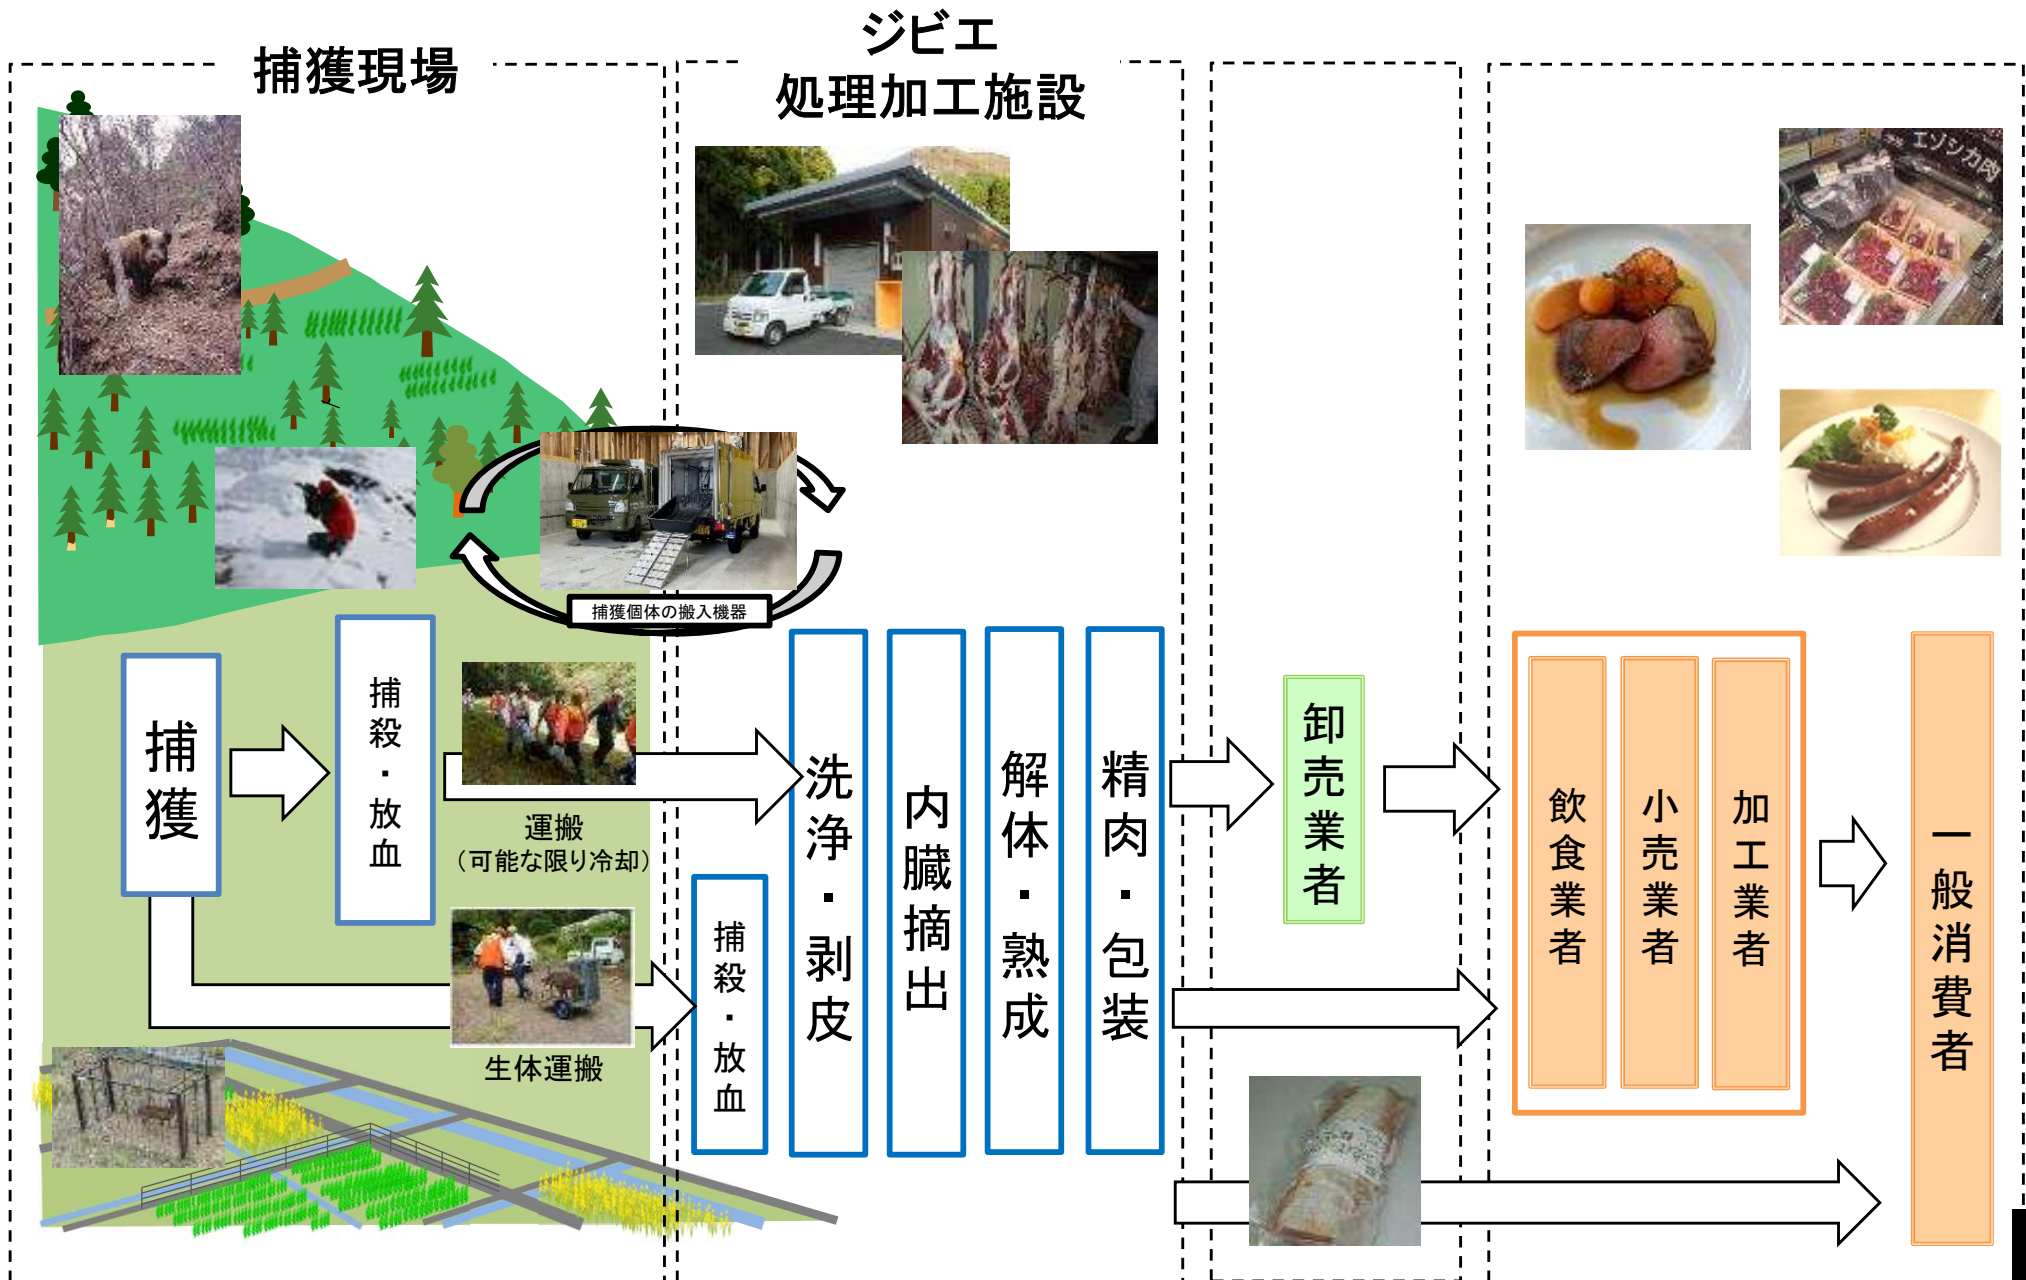 捕獲現場
ジビエ
処理加工施設
エゾシカ肉
捕獲個体の搬入機器
捕獲
捕殺・放血
運搬
（可能な限り冷却）
生体運搬
捕殺・放血
洗浄・剥皮
内臓摘出
解体・熟成
精肉・包装
卸売業者
飲食業者
小売業者
加工業者
一般消費者